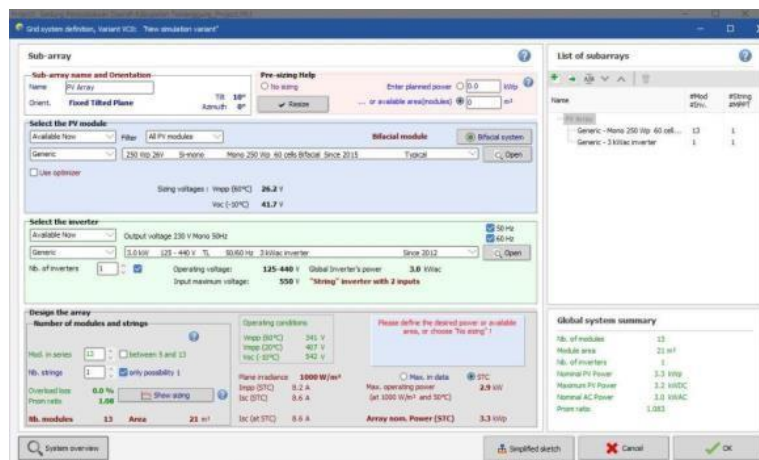 Grid system definition, Variant VC0: "New simulation variant"
Sub-array
Sub-array name and Orientation
Name PV Array
Orient. Fixed Tilted Plane
Tilt 10°
Azimuth 0°
Pre-sizing Help
No sizing
Enter planned power 0.0 kWp
Resize
... or available area(modules) 0 m²
Select the PV module
Available Now Filter All PV modules Bifacial module Bifacial system
Generic 250 Wp 26V Si-mono Mono 250 Wp 60 cells Bifacial Since 2015 Typical Open
Use optimizer
Sizing voltages : Vmpp (60°C) 26.2 V
Voc (-10°C) 41.7 V
Select the inverter
Available Now Output voltage 230 V Mono 50Hz
50 Hz
60 Hz
Generic 3.0 kW 125 - 440 V TL 50/60 Hz 3 kWac inverter Since 2012 Open
Nb. of inverters 1 Operating voltage: 125-440 V Global Inverter's power 3.0 kWac
Input maximum voltage: 550 V "String" inverter with 2 inputs
Design the array
Number of modules and strings
Mod. in series 13 between 5 and 13
Nb. strings 1 only possibility 1
Overload loss 0.0 %
Pnom ratio 1.08
Show sizing
Nb. modules 13 Area 21 m²
Operating conditions
Vmpp (60°C) 341 V
Vmpp (20°C) 407 V
Voc (-10°C) 542 V
Plane irradiance 1000 W/m²
Impp (STC) 8.2 A
Isc (STC) 8.6 A
Isc (at STC) 8.6 A
Please define the desired power or available area, or choose "No sizing" !
Max. in data STC
Max. operating power 2.9 kW
(at 1000 W/m² and 50°C)
Array nom. Power (STC) 3.3 kWp
List of subarrays
Name #Mod #Inv. #String #MPPT
PV Array
Generic - Mono 250 Wp 60 cell... 13 1
Generic - 3 kWac inverter 1 1
Global system summary
Nb. of modules 13
Module area 21 m²
Nb. of inverters 1
Nominal PV Power 3.3 kWp
Maximum PV Power 3.2 kWDC
Nominal AC Power 3.0 kWAC
Pnom ratio 1.083
System overview
Simplified sketch
Cancel
OK